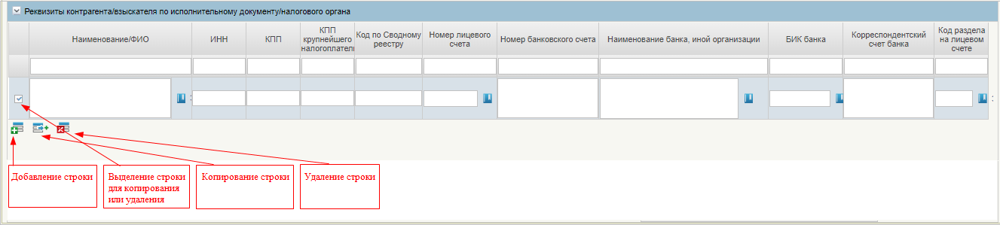 Реквизиты контрагента/взыскателя по исполнительному документу/налогового органа
Наименование/ФИО
ИНН
КПП
КПП
крупнейшего
налогоплател
Код по Сводному
реестру
Номер лицевого
счета
Номер банковского счета
Наименование банка, иной организации
БИК банка
Корреспондентский
счет банка
Код раздела
на лицевом
счете
Добавление строки
Выделение строки
для копирования
или удаления
Копирование строки
Удаление строки